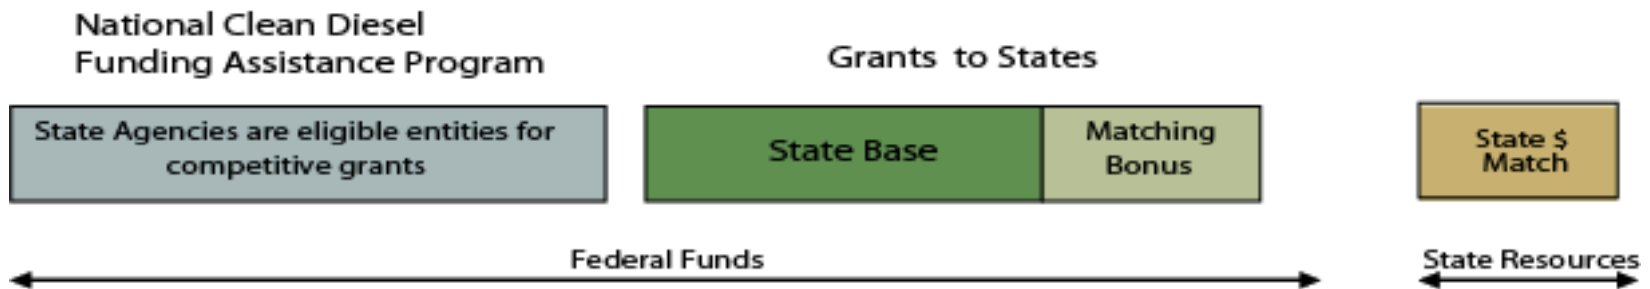 National Clean Diesel
Funding Assistance Program
Grants to States
State Agencies are eligible entities for
competitive grants
State Base
Matching
Bonus
State $
Match
Federal Funds
State Resources